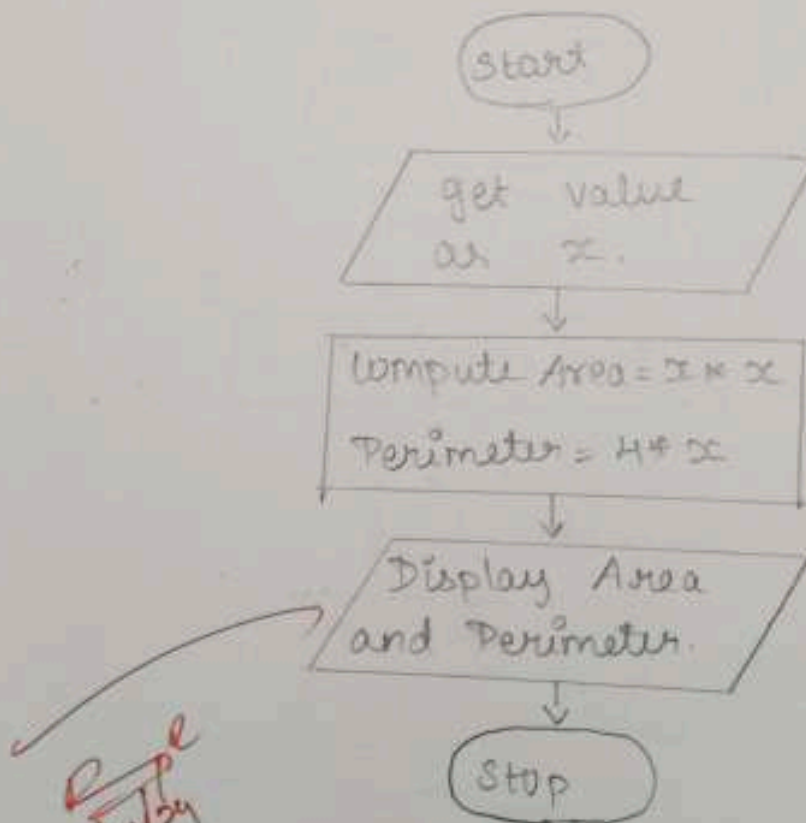 Start
get value
as x.
Compute Area = x * x
Perimeter = 4 * x
Display Area
and Perimeter.
Stop